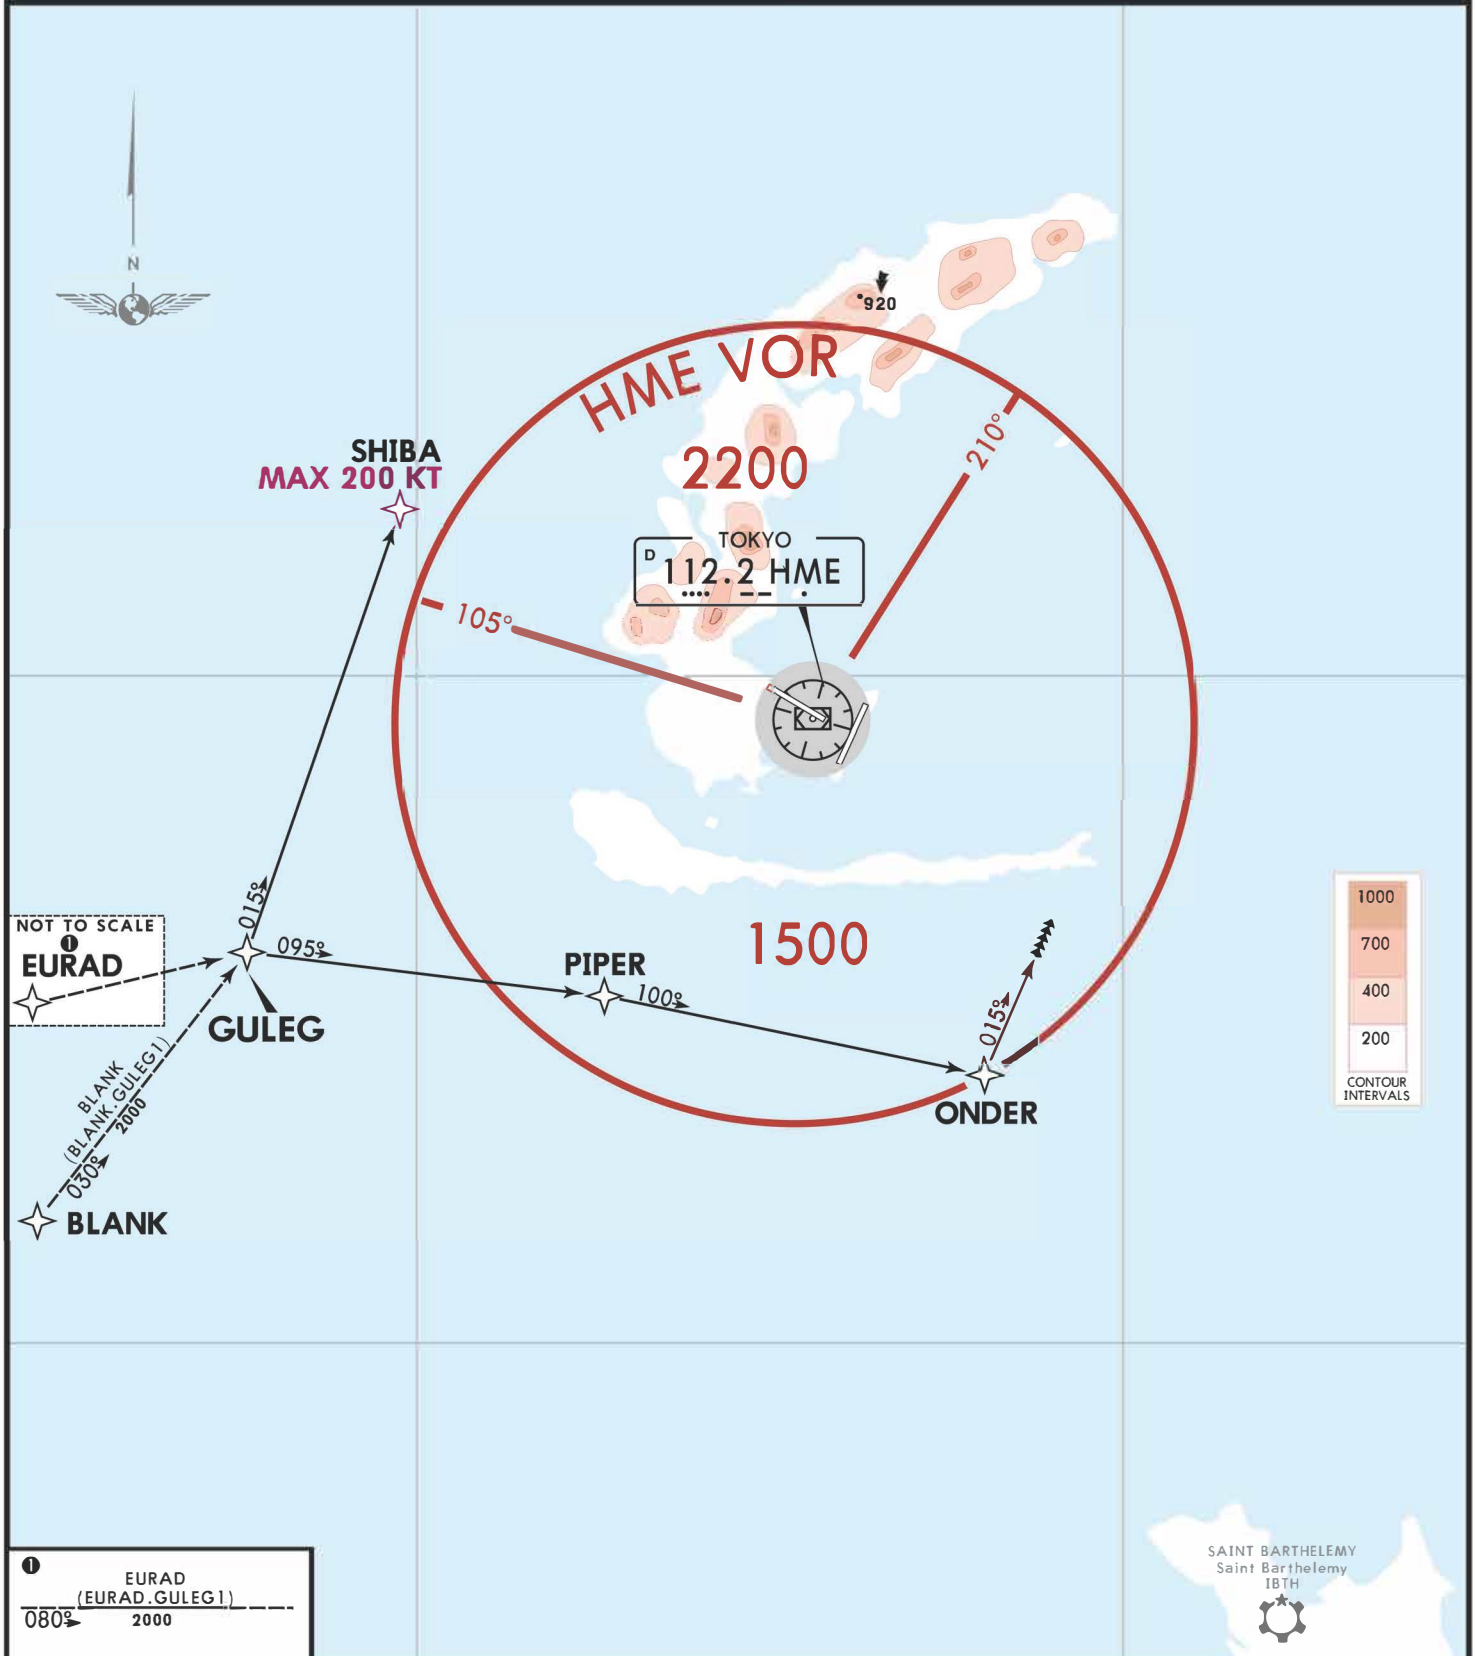 N
920
HME VOR
2200
210°
SHIBA
MAX 200 KT
TOKYO
D 112.2 HME
105°
015°
NOT TO SCALE
1
EURAD
095°
GULEG
PIPER
1500
100°
015°
ONDER
BLANK
(BLANK.GULEG1)
2000
030°
BLANK
1000
700
400
200
CONTOUR
INTERVALS
1
EURAD
(EURAD.GULEG1)
080°
2000
SAINT BARTHELEMY
Saint Barthelemy
IBTH